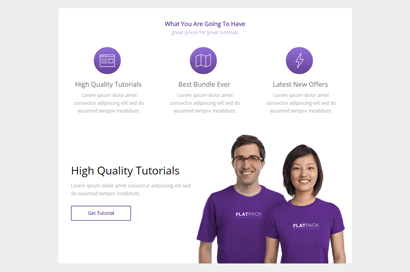 What You Are Going To Have
great prices for great tutorials
High Quality Tutorials
Lorem ipsum dolor amet
consectur adipiscing elit sed do
eiusmod tempor incididunt.
Best Bundle Ever
Lorem ipsum dolor amet
consectur adipiscing elit sed do
eiusmod tempor incididunt.
Latest New Offers
Lorem ipsum dolor amet
consectur adipiscing elit sed do
eiusmod tempor incididunt.
High Quality Tutorials
Lorem ipsum dolor amet consectur adipiscing elit sed
do eiusmod tempor incididunt.
Get Tutorial
FLATPACK
FLATPACK